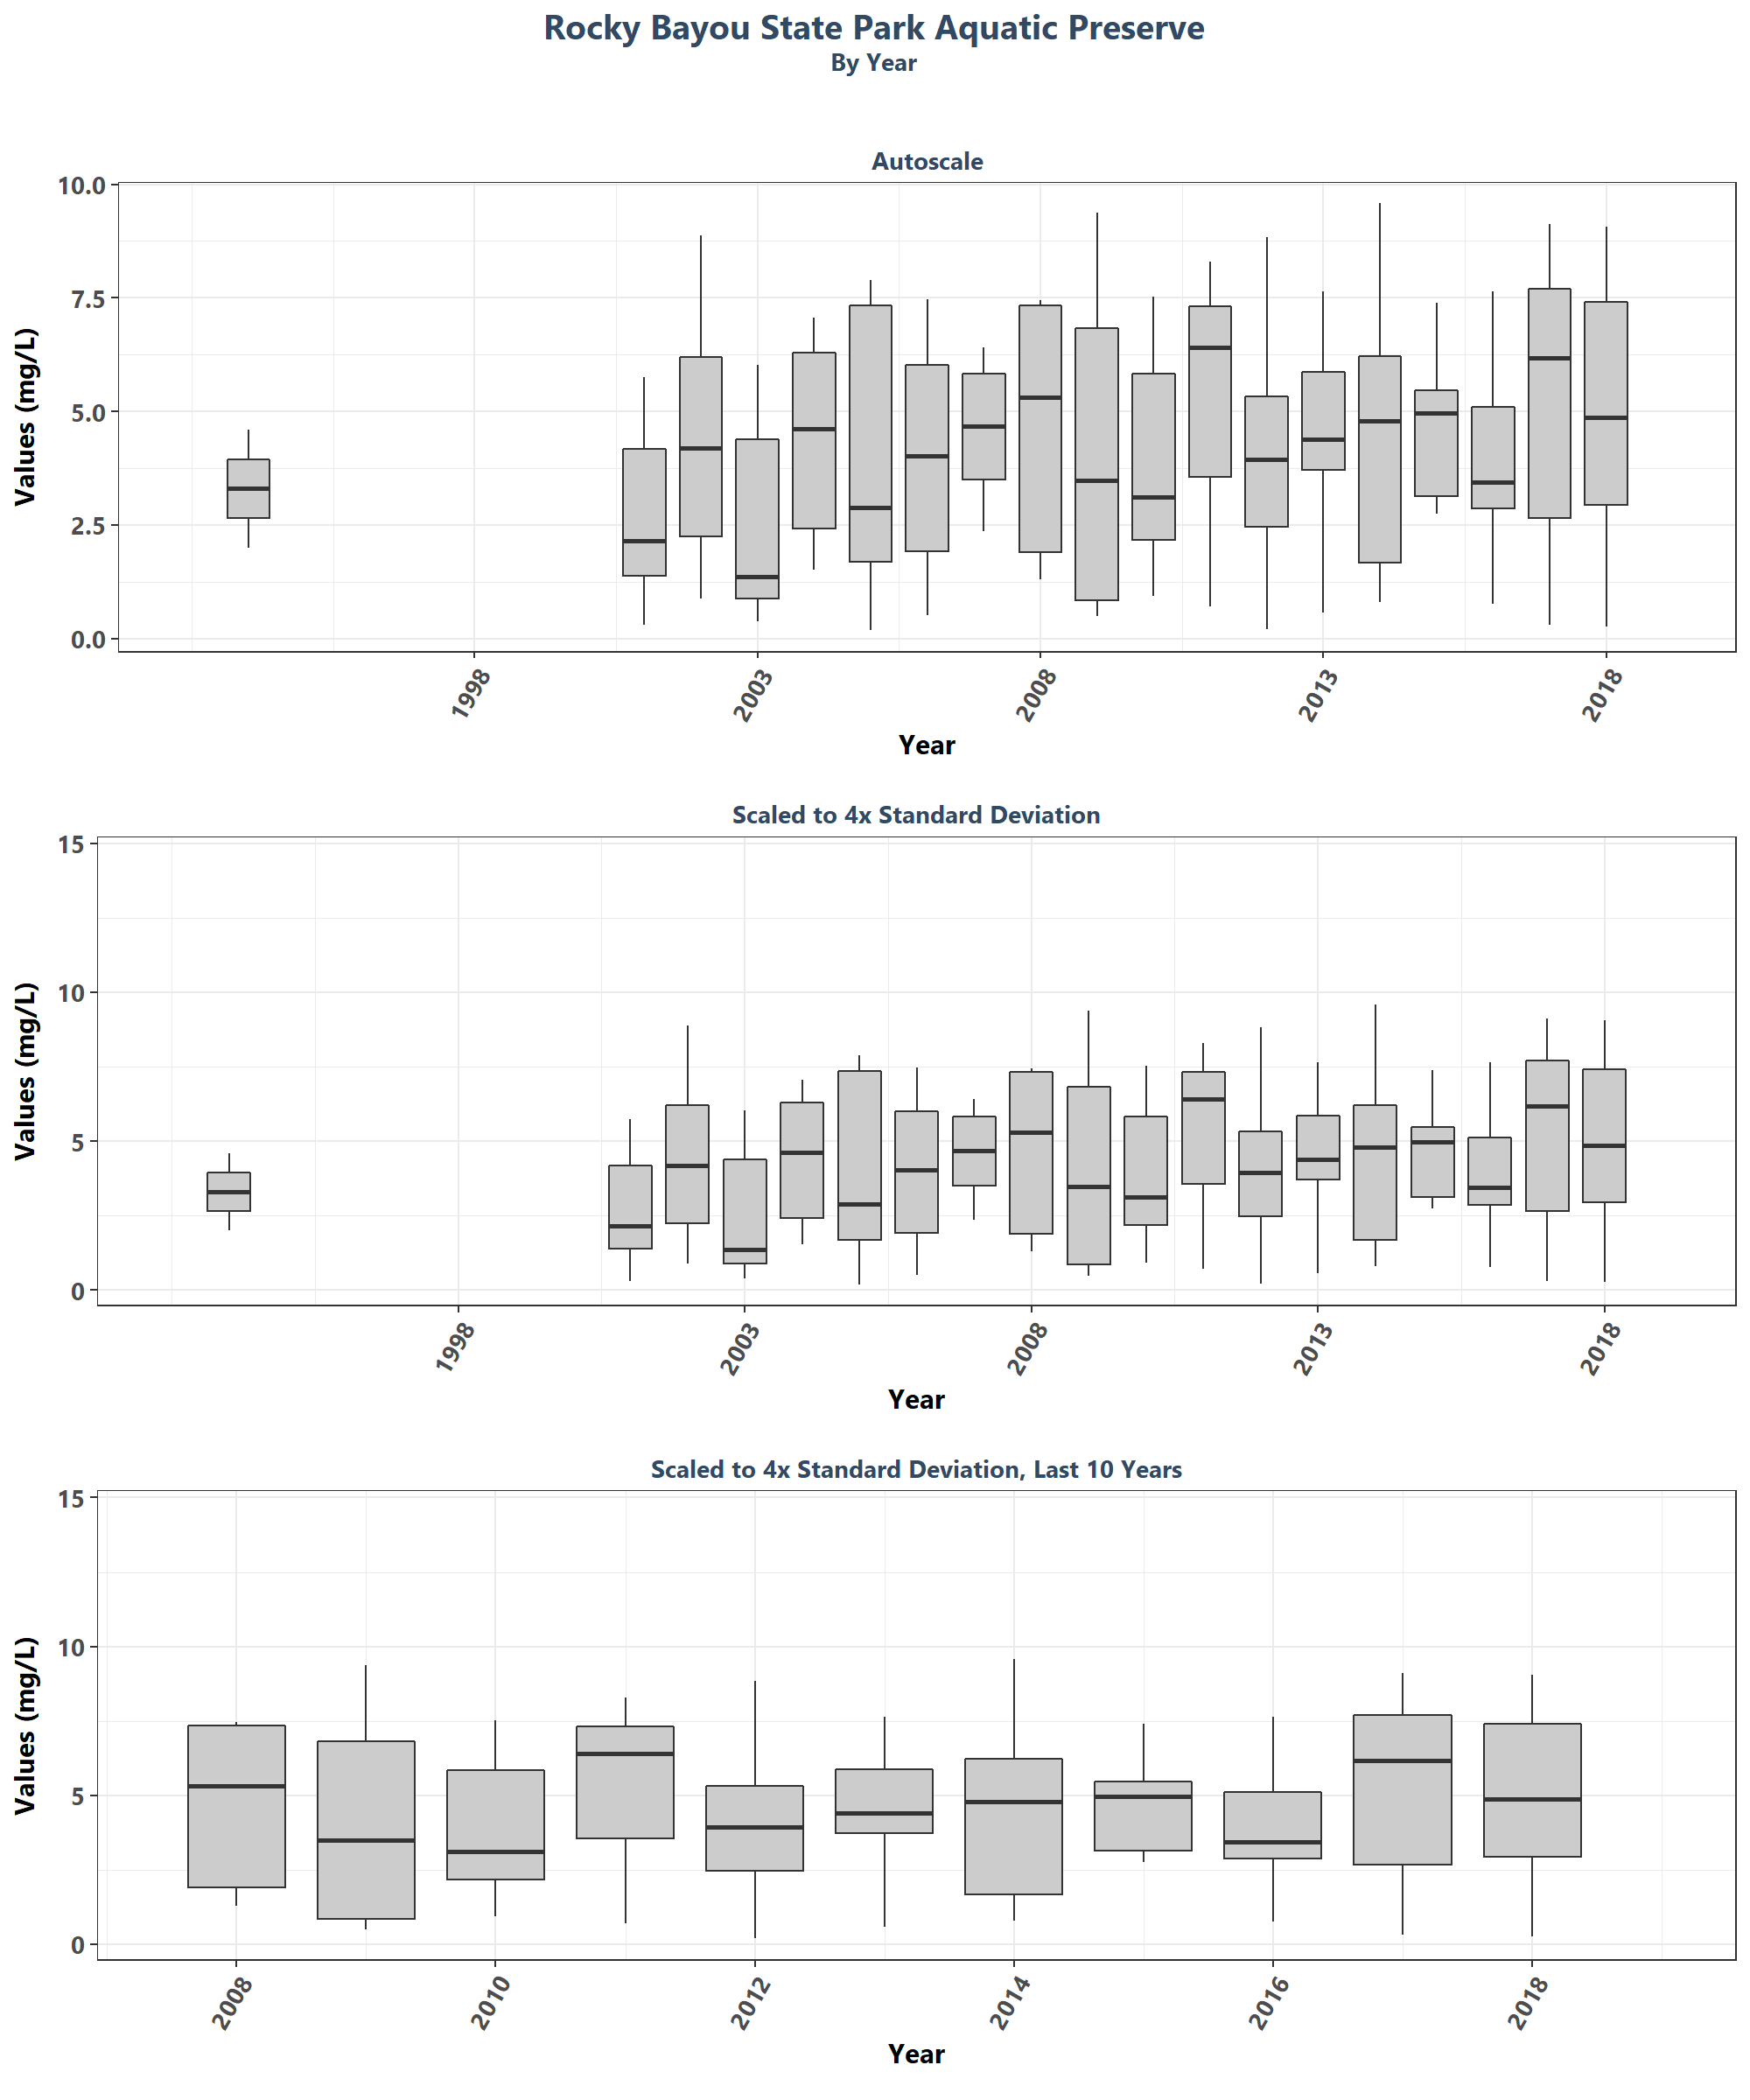 Rocky Bayou State Park Aquatic Preserve
By Year
Autoscale
10.0
7.5
5.0
2.5
0.0
Values (mg/L)
1998
2003
2008
2013
2018
Year
Scaled to 4x Standard Deviation
15
10
5
0
Values (mg/L)
1998
2003
2008
2013
2018
Year
Scaled to 4x Standard Deviation, Last 10 Years
15
10
5
0
Values (mg/L)
2008
2010
2012
2014
2016
2018
Year